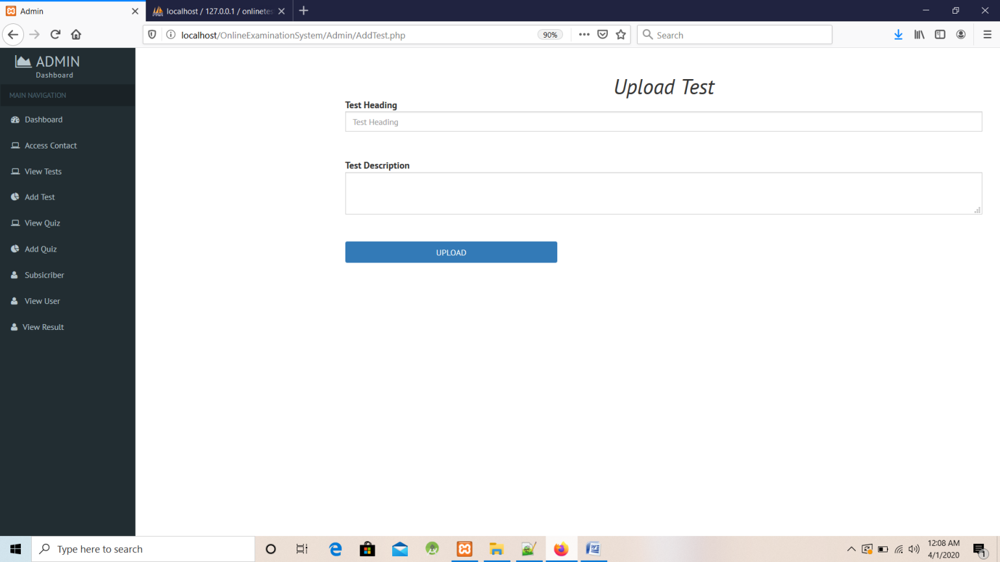 Admin
localhost / 127.0.0.1 / onlinetes
localhost/OnlineExaminationSystem/Admin/AddTest.php
90%
Search
ADMIN
Dashboard
MAIN NAVIGATION
Dashboard
Access Contact
View Tests
Add Test
View Quiz
Add Quiz
Subsicriber
View User
View Result
Upload Test
Test Heading
Test Heading
Test Description
UPLOAD
Type here to search
12:08 AM
4/1/2020
1